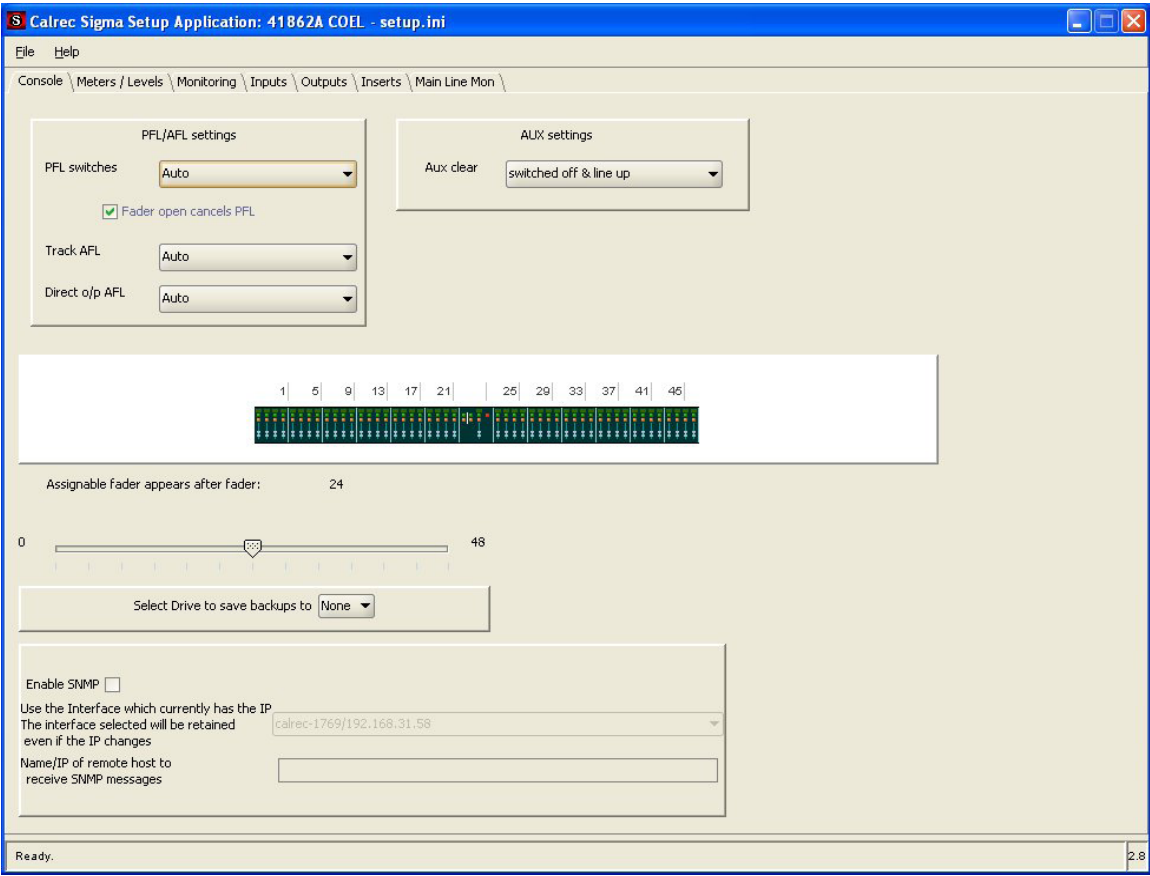 S Calrec Sigma Setup Application: 41862A COEL - setup.ini
File Help
Console Meters / Levels Monitoring Inputs Outputs Inserts Main Line Mon
PFL/AFL settings
PFL switches Auto
Fader open cancels PFL
Track AFL Auto
Direct o/p AFL Auto
AUX settings
Aux clear switched off & line up
1 5 9 13 17 21 25 29 33 37 41 45
Assignable fader appears after fader: 24
0 48
Select Drive to save backups to None
Enable SNMP
Use the Interface which currently has the IP
The interface selected will be retained
even if the IP changes
calrec-1769/192.168.31.58
Name/IP of remote host to
receive SNMP messages
Ready. 2.8